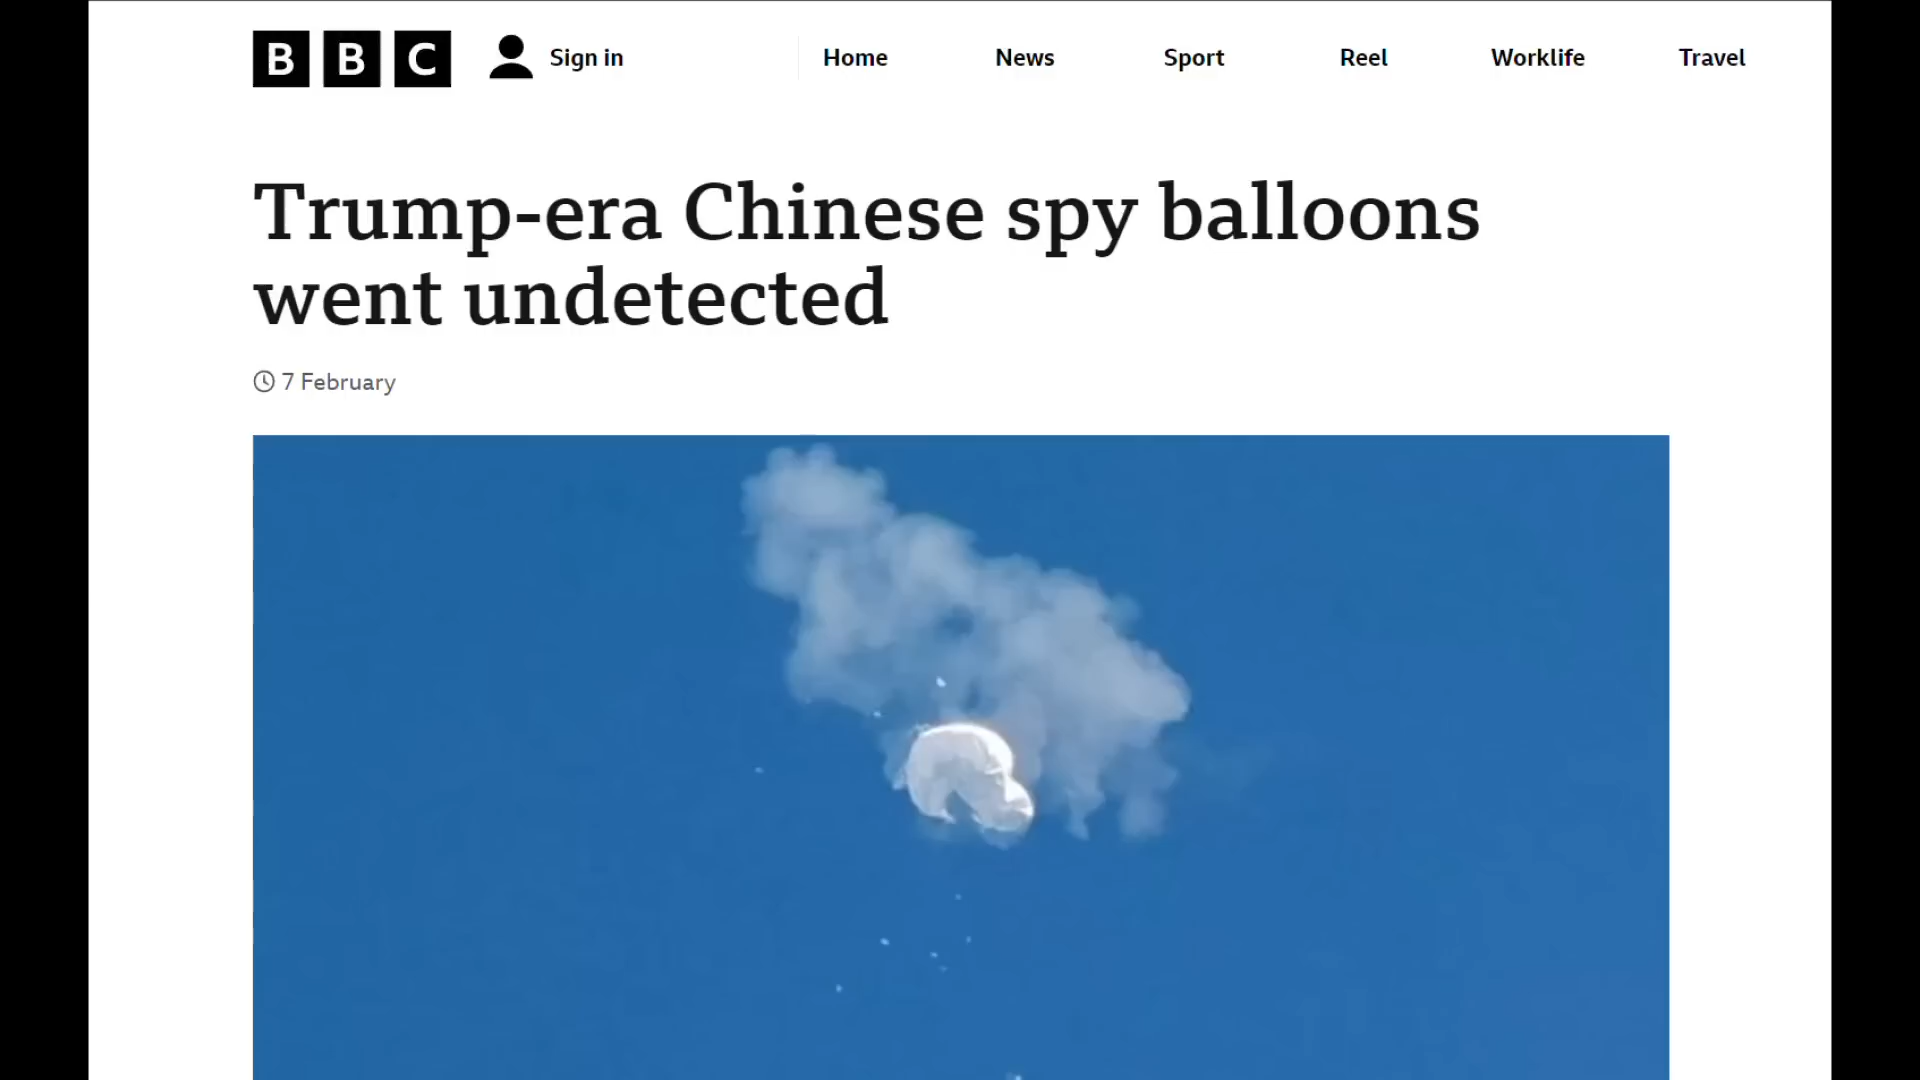 BBC Sign in Home News Sport Reel Worklife Travel
Trump-era Chinese spy balloons
went undetected
7 February